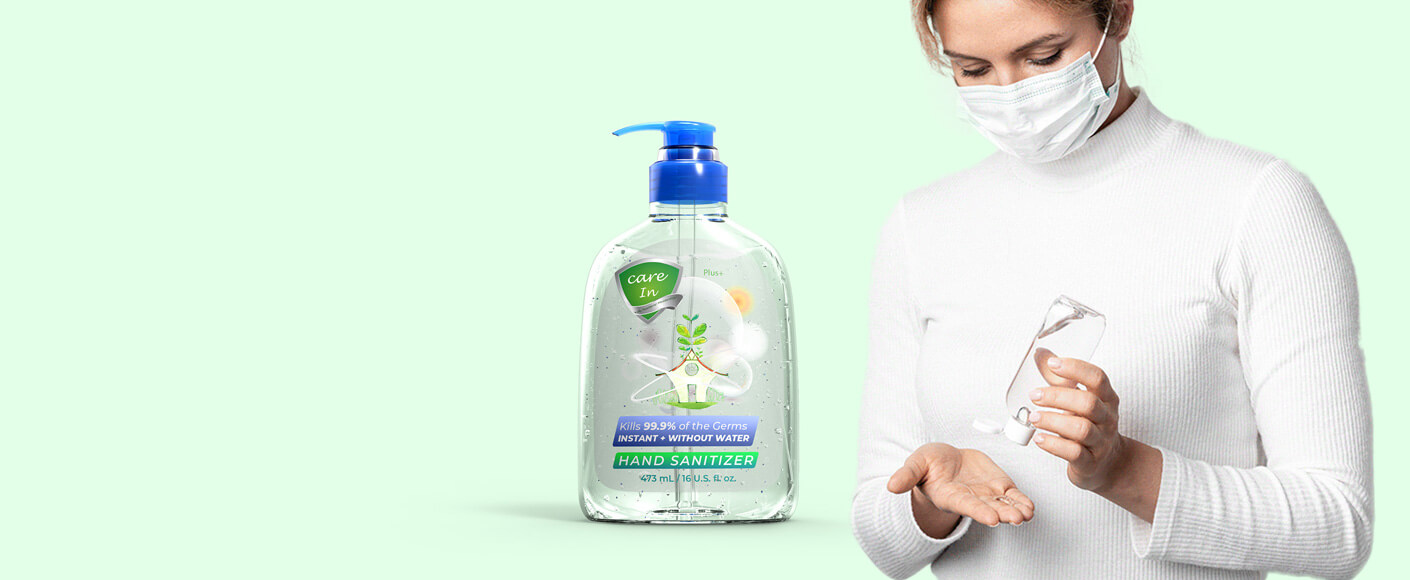 care
In
Plus+
Kills 99.9% of the Germs
INSTANT + WITHOUT WATER
HAND SANITIZER
473 mL / 16 U.S. fl. oz.